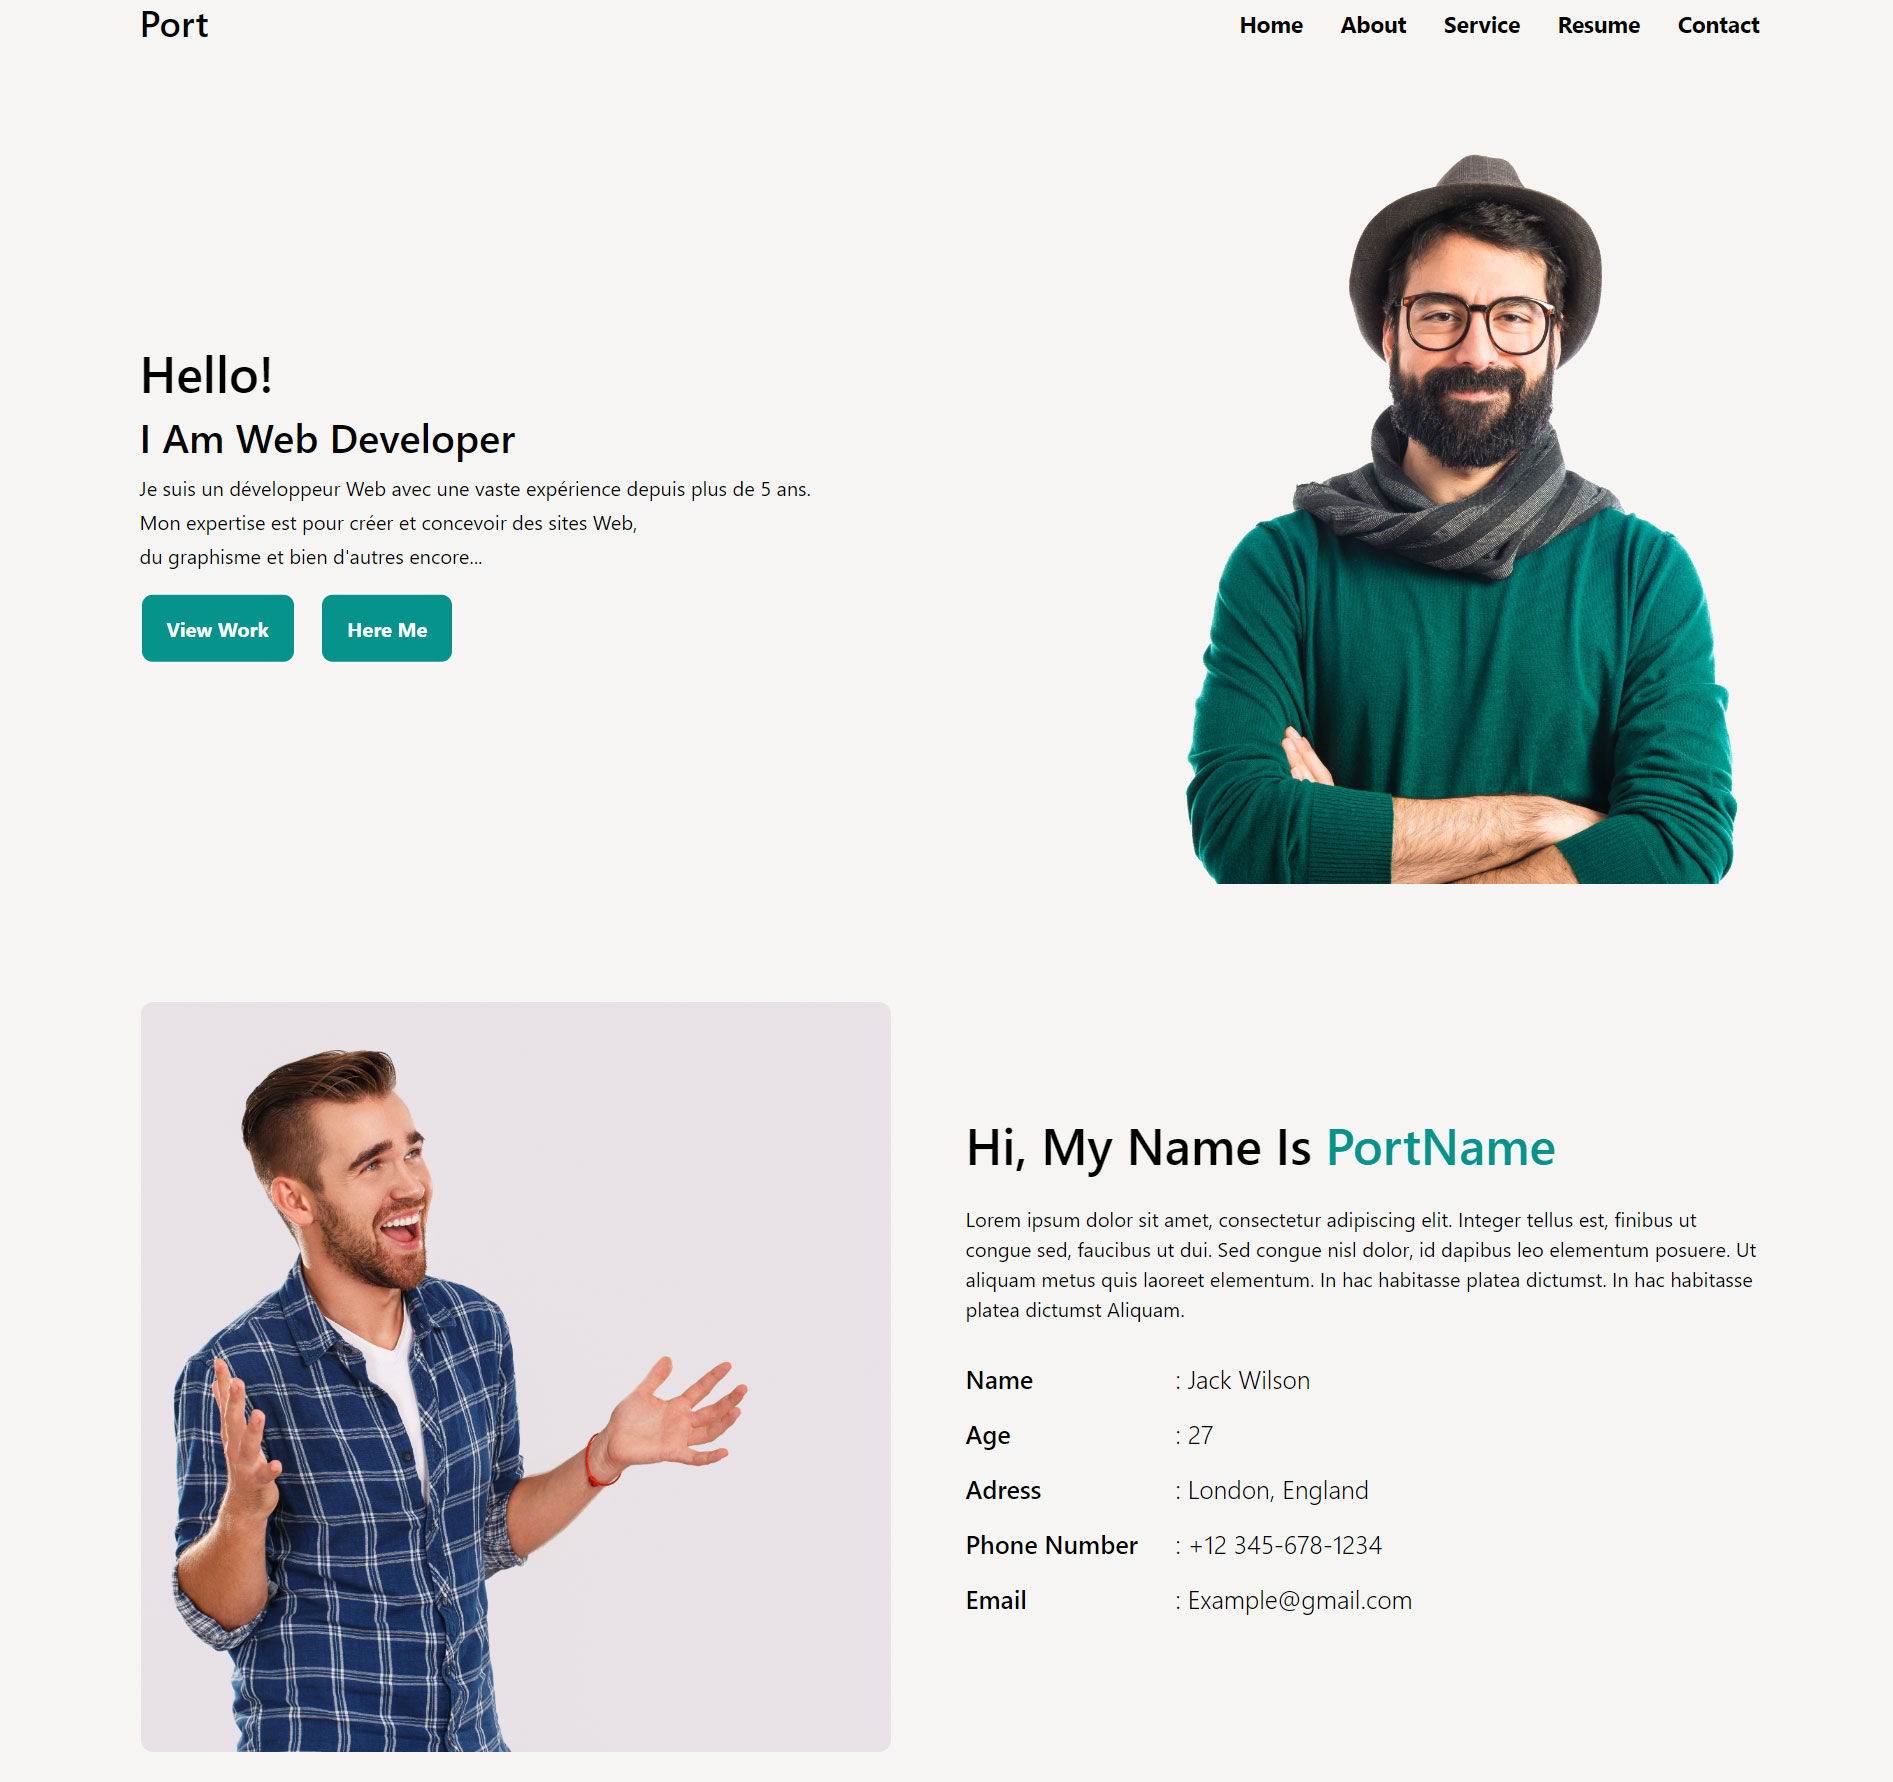 Port
Home About Service Resume Contact
Hello!
I Am Web Developer
Je suis un développeur Web avec une vaste expérience depuis plus de 5 ans.
Mon expertise est pour créer et concevoir des sites Web,
du graphisme et bien d'autres encore...
View Work Here Me
Hi, My Name Is PortName
Lorem ipsum dolor sit amet, consectetur adipiscing elit. Integer tellus est, finibus ut
congue sed, faucibus ut dui. Sed congue nisl dolor, id dapibus leo elementum posuere. Ut
aliquam metus quis laoreet elementum. In hac habitasse platea dictumst. In hac habitasse
platea dictumst Aliquam.
Name : Jack Wilson
Age : 27
Adress : London, England
Phone Number : +12 345-678-1234
Email : Example@gmail.com